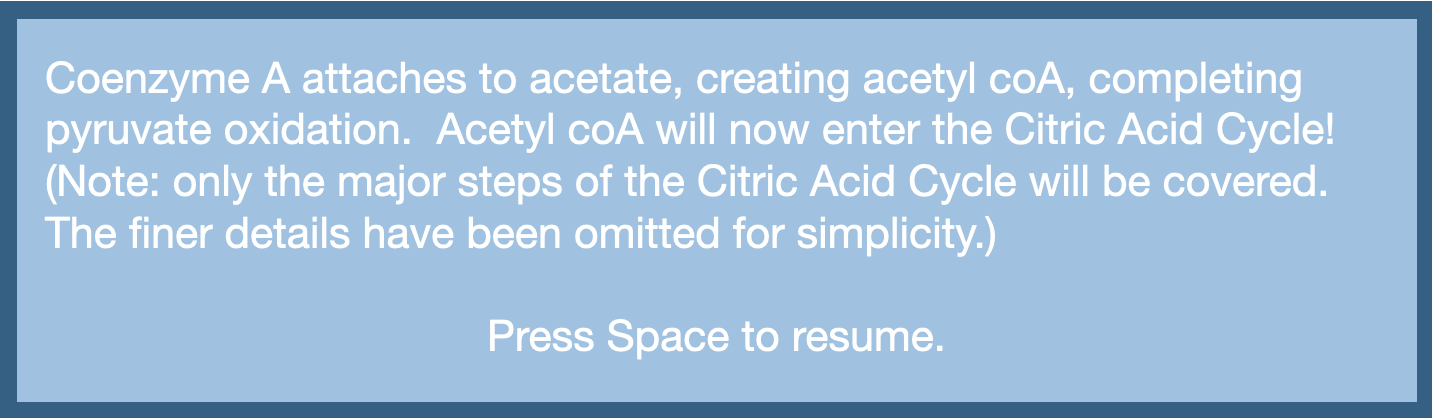 Coenzyme A attaches to acetate, creating acetyl coA, completing
pyruvate oxidation.  Acetyl coA will now enter the Citric Acid Cycle!
(Note: only the major steps of the Citric Acid Cycle will be covered.
The finer details have been omitted for simplicity.)
Press Space to resume.